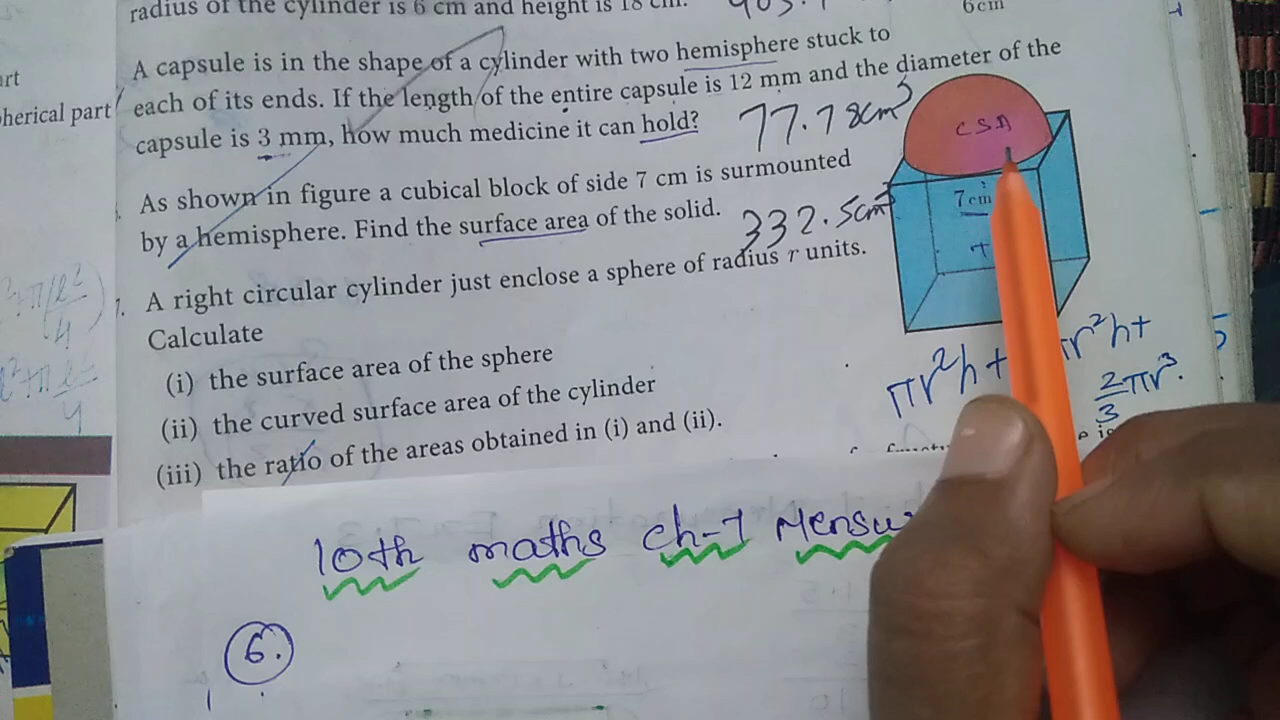 radius of the cylinder is 6 cm and height is 18 cm.
6cm
A capsule is in the shape of a cylinder with two hemisphere stuck to
each of its ends. If the length of the entire capsule is 12 mm and the diameter of the
capsule is 3 mm, how much medicine it can hold?
77.78cm³
As shown in figure a cubical block of side 7 cm is surmounted
by a hemisphere. Find the surface area of the solid.
332.5cm²
C.S.A
7cm
A right circular cylinder just enclose a sphere of radius r units.
Calculate
(i) the surface area of the sphere
(ii) the curved surface area of the cylinder
(iii) the ratio of the areas obtained in (i) and (ii).
πr²h+ πr²h+
2/3 πr³.
herical part
10th maths ch-7
6.